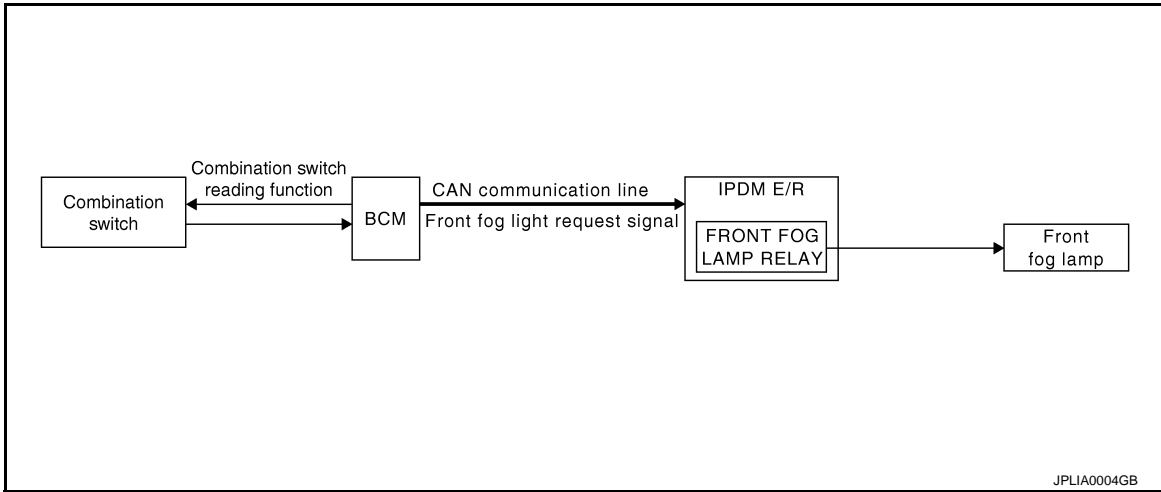 Combination switch
reading function
Combination
switch
BCM
CAN communication line
Front fog light request signal
IPDM E/R
FRONT FOG
LAMP RELAY
Front
fog lamp
JPLIA0004GB